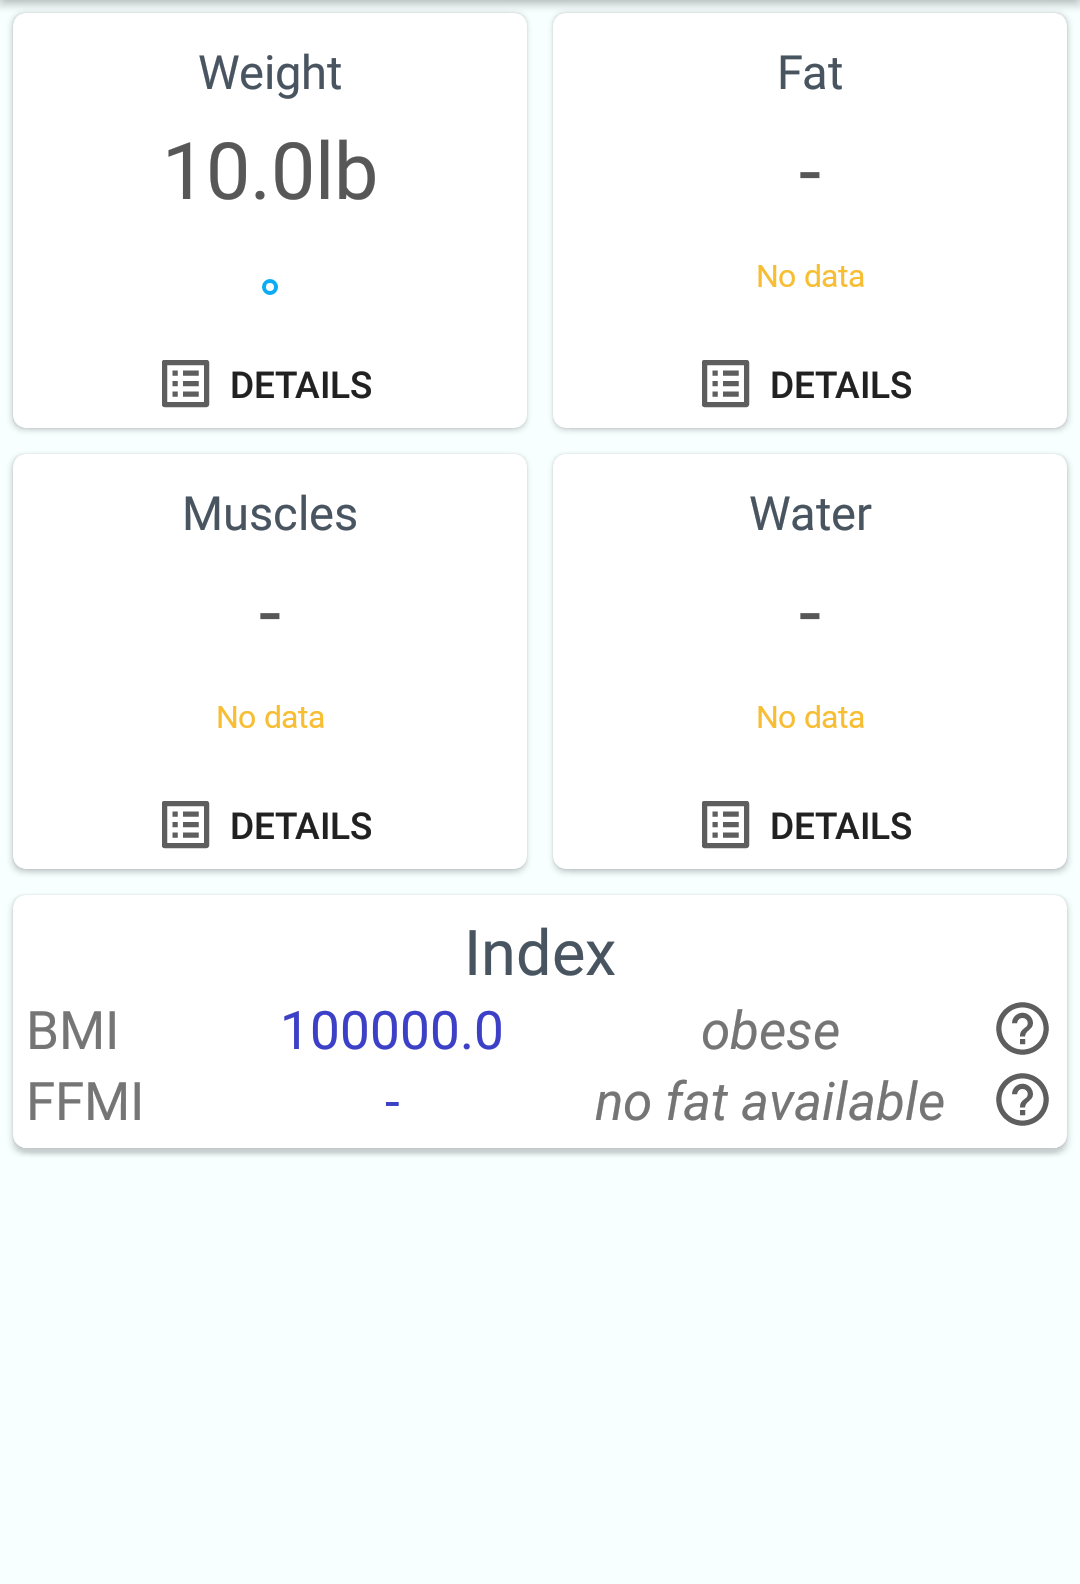 Weight
10.0lb
DETAILS
Fat
-
No data
DETAILS
Muscles
-
No data
DETAILS
Water
-
No data
DETAILS
Index
BMI 100000.0 obese
FFMI - no fat available